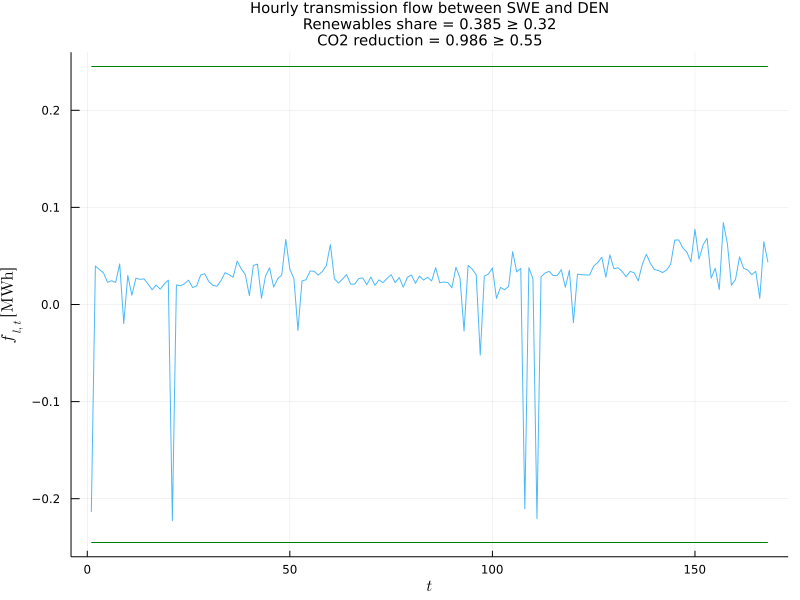 Hourly transmission flow between SWE and DEN
Renewables share = 0.385 ≥ 0.32
CO2 reduction = 0.986 ≥ 0.55
0.2
0.1
0.0
−0.1
−0.2
f_{l,t} [MWh]
0 50 100 150
t